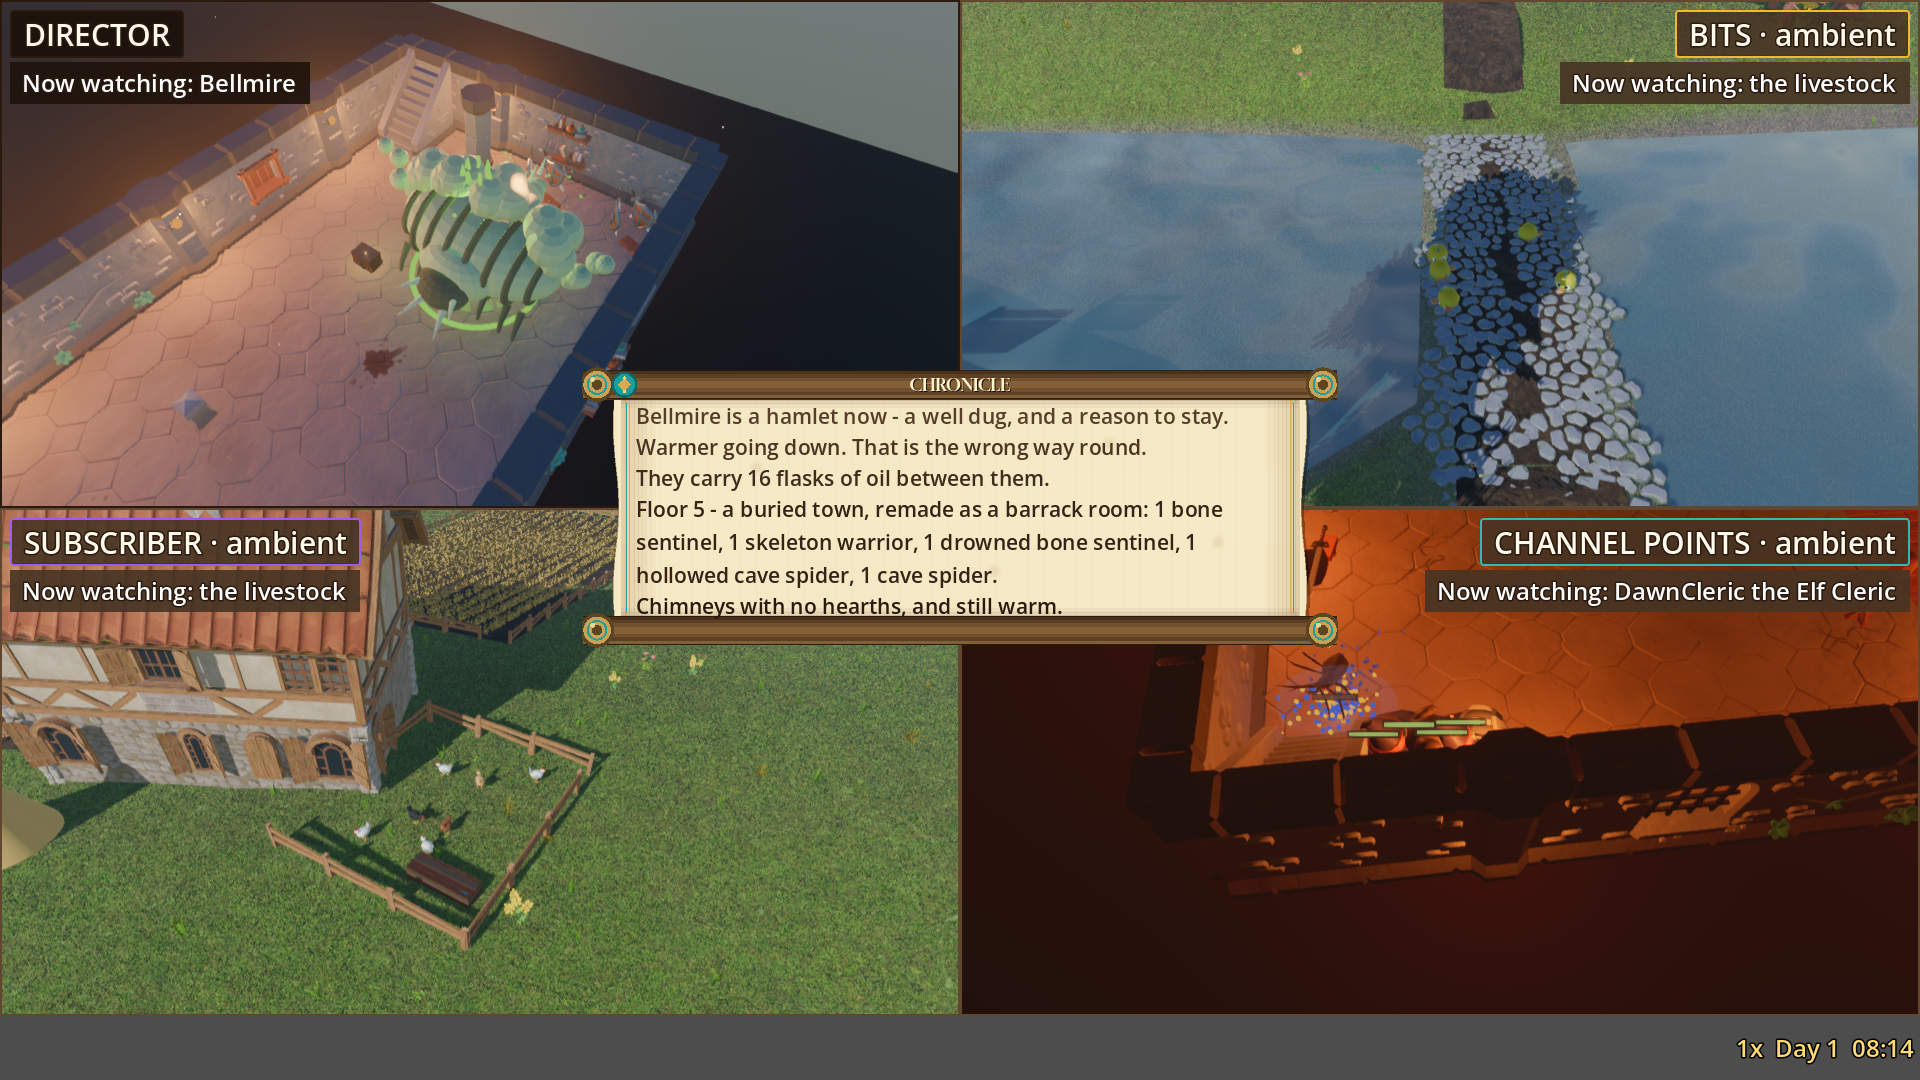 DIRECTOR
Now watching: Bellmire
BITS · ambient
Now watching: the livestock
CHRONICLE
Bellmire is a hamlet now - a well dug, and a reason to stay.
Warmer going down. That is the wrong way round.
They carry 16 flasks of oil between them.
Floor 5 - a buried town, remade as a barrack room: 1 bone
sentinel, 1 skeleton warrior, 1 drowned bone sentinel, 1
hollowed cave spider, 1 cave spider.
Chimneys with no hearths, and still warm.
SUBSCRIBER · ambient
Now watching: the livestock
CHANNEL POINTS · ambient
Now watching: DawnCleric the Elf Cleric
1x Day 1 08:14